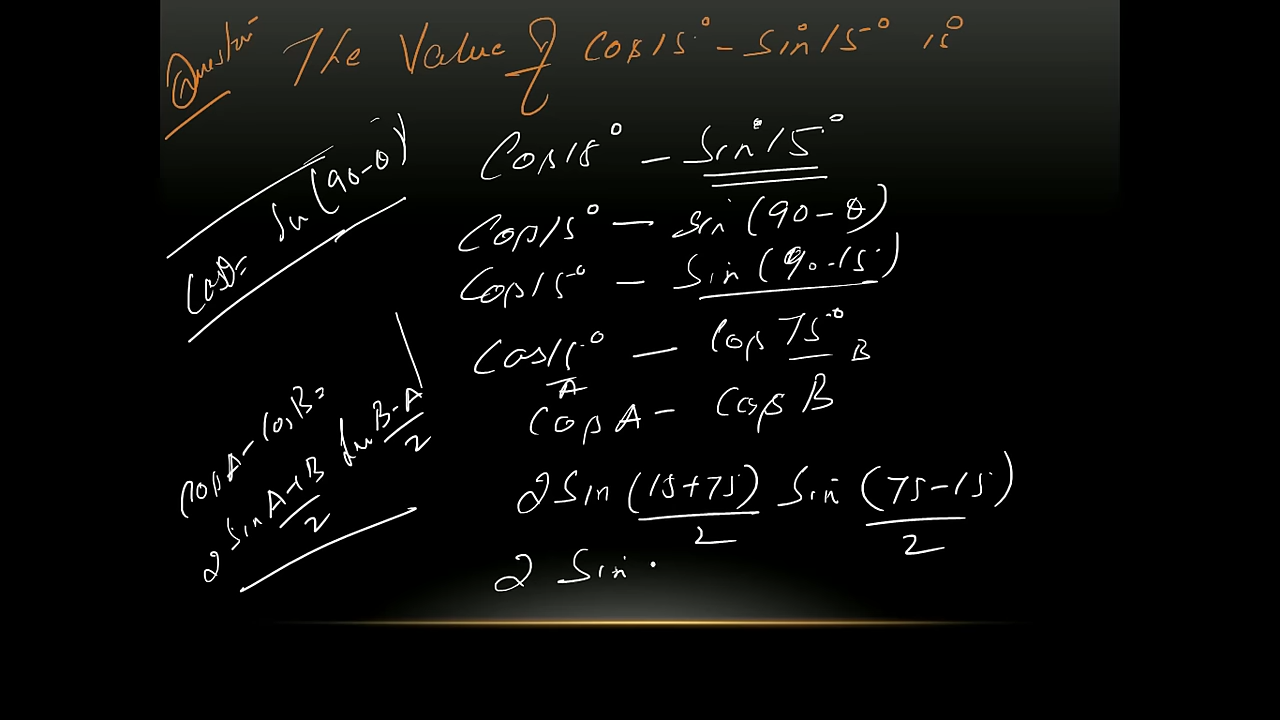 Question The Value of Cos15° - Sin15° is
Cos15° - Sin15°
Cosθ = Sin(90-θ)
Cos15° - Sin(90-θ)
Cos15° - Sin(90-15)
Cos15° - Cos75°
A B
CosA - CosB
CosA - CosB =
2 Sin A+B/2 Sin B-A/2
2Sin (15+75)/2 Sin (75-15)/2
2 Sin